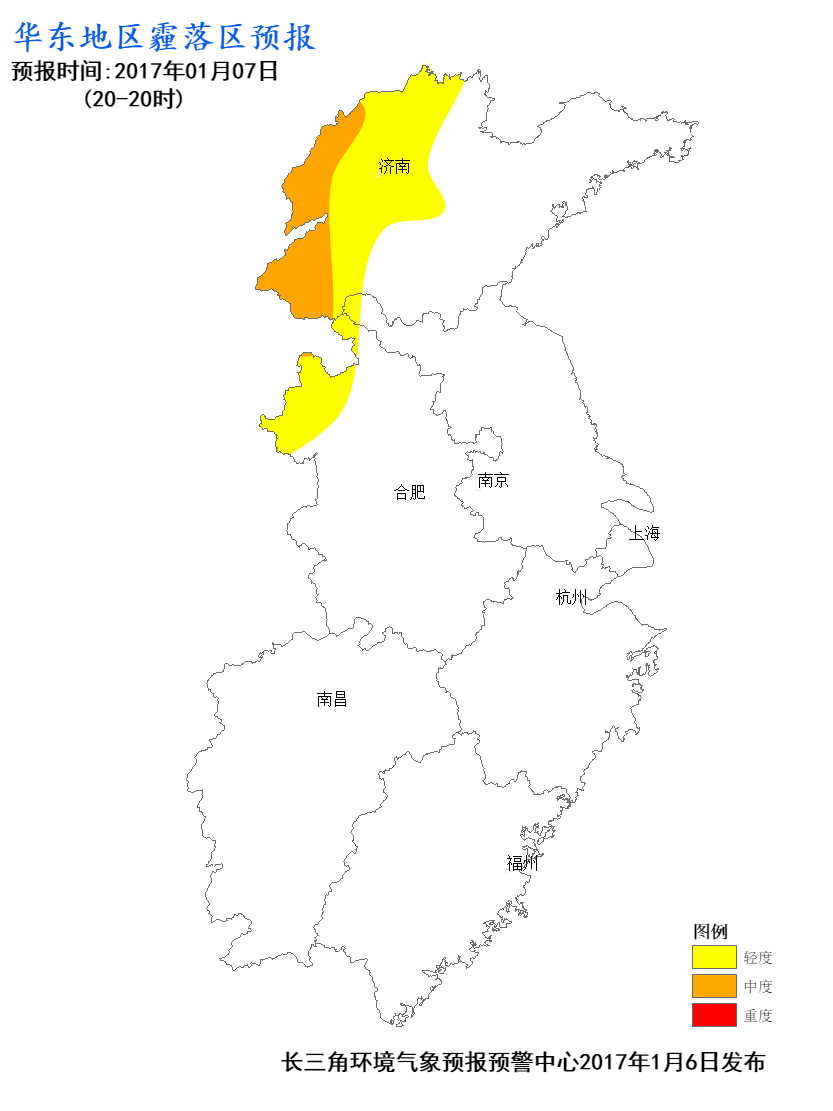 华东地区霾落区预报
预报时间:2017年01月07日
(20-20时)
济南
南京
合肥
上海
杭州
南昌
福州
图例
轻度
中度
重度
长三角环境气象预报预警中心2017年1月6日发布